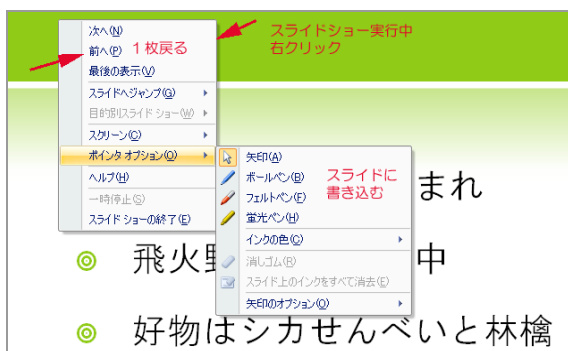 次へ(N)
前へ(P)
1枚戻る
スライドショー実行中
右クリック
最後の表示(V)
スライドへジャンプ(G)
目的別スライド ショー(W)
スクリーン(C)
ポインタ オプション(O)
ヘルプ(H)
一時停止(S)
スライド ショーの終了(E)
矢印(A)
ボールペン(B)
フェルトペン(F)
蛍光ペン(H)
スライドに
書き込む
インクの色(C)
消しゴム(R)
スライド上のインクをすべて消去(E)
矢印のオプション(O)
まれ
飛火
中
好物はシカせんべいと林檎